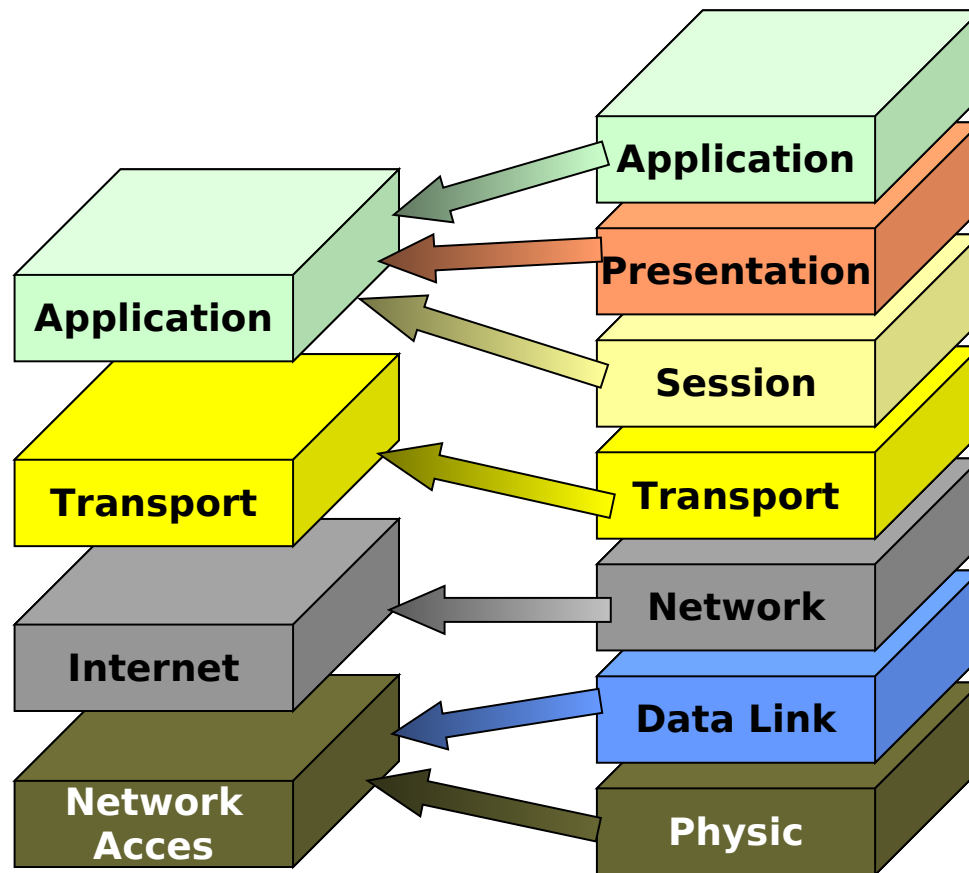 Application
Transport
Internet
Network
Acces
Application
Presentation
Session
Transport
Network
Data Link
Physic